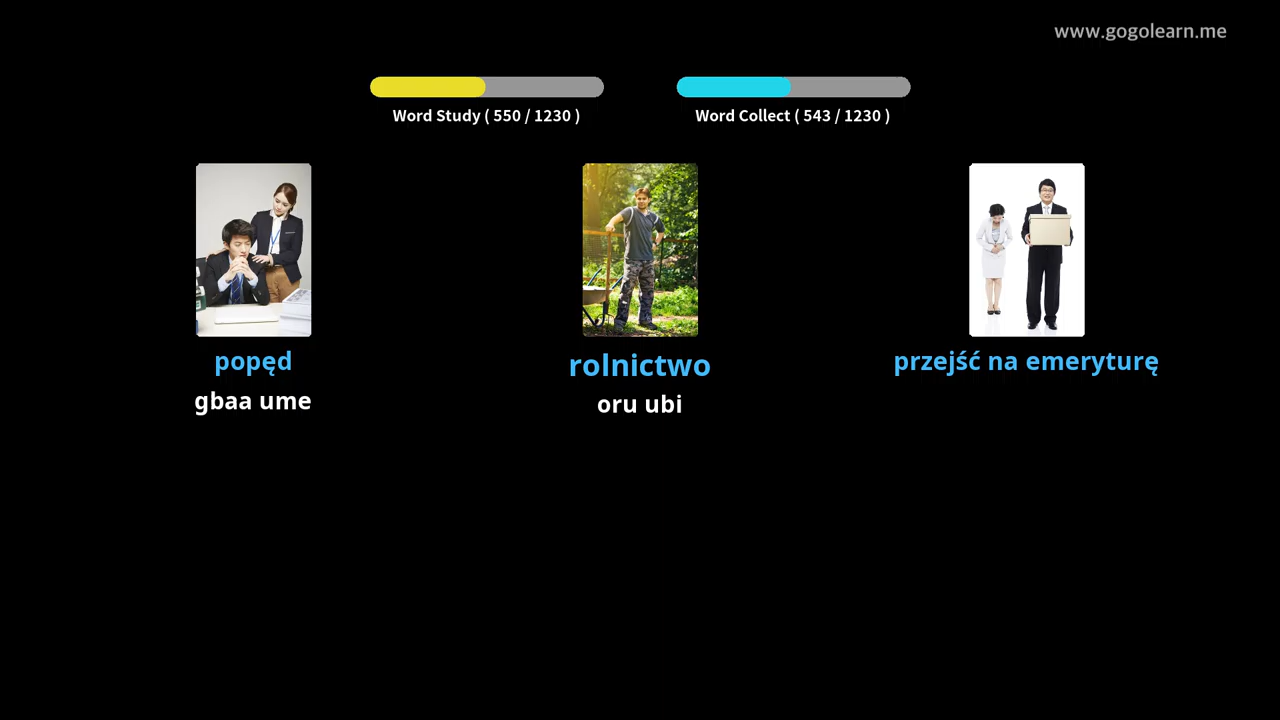 www.gogolearn.me
Word Study ( 550 / 1230 )
Word Collect ( 543 / 1230 )
popęd
gbaa ume
rolnictwo
oru ubi
przejść na emeryturę